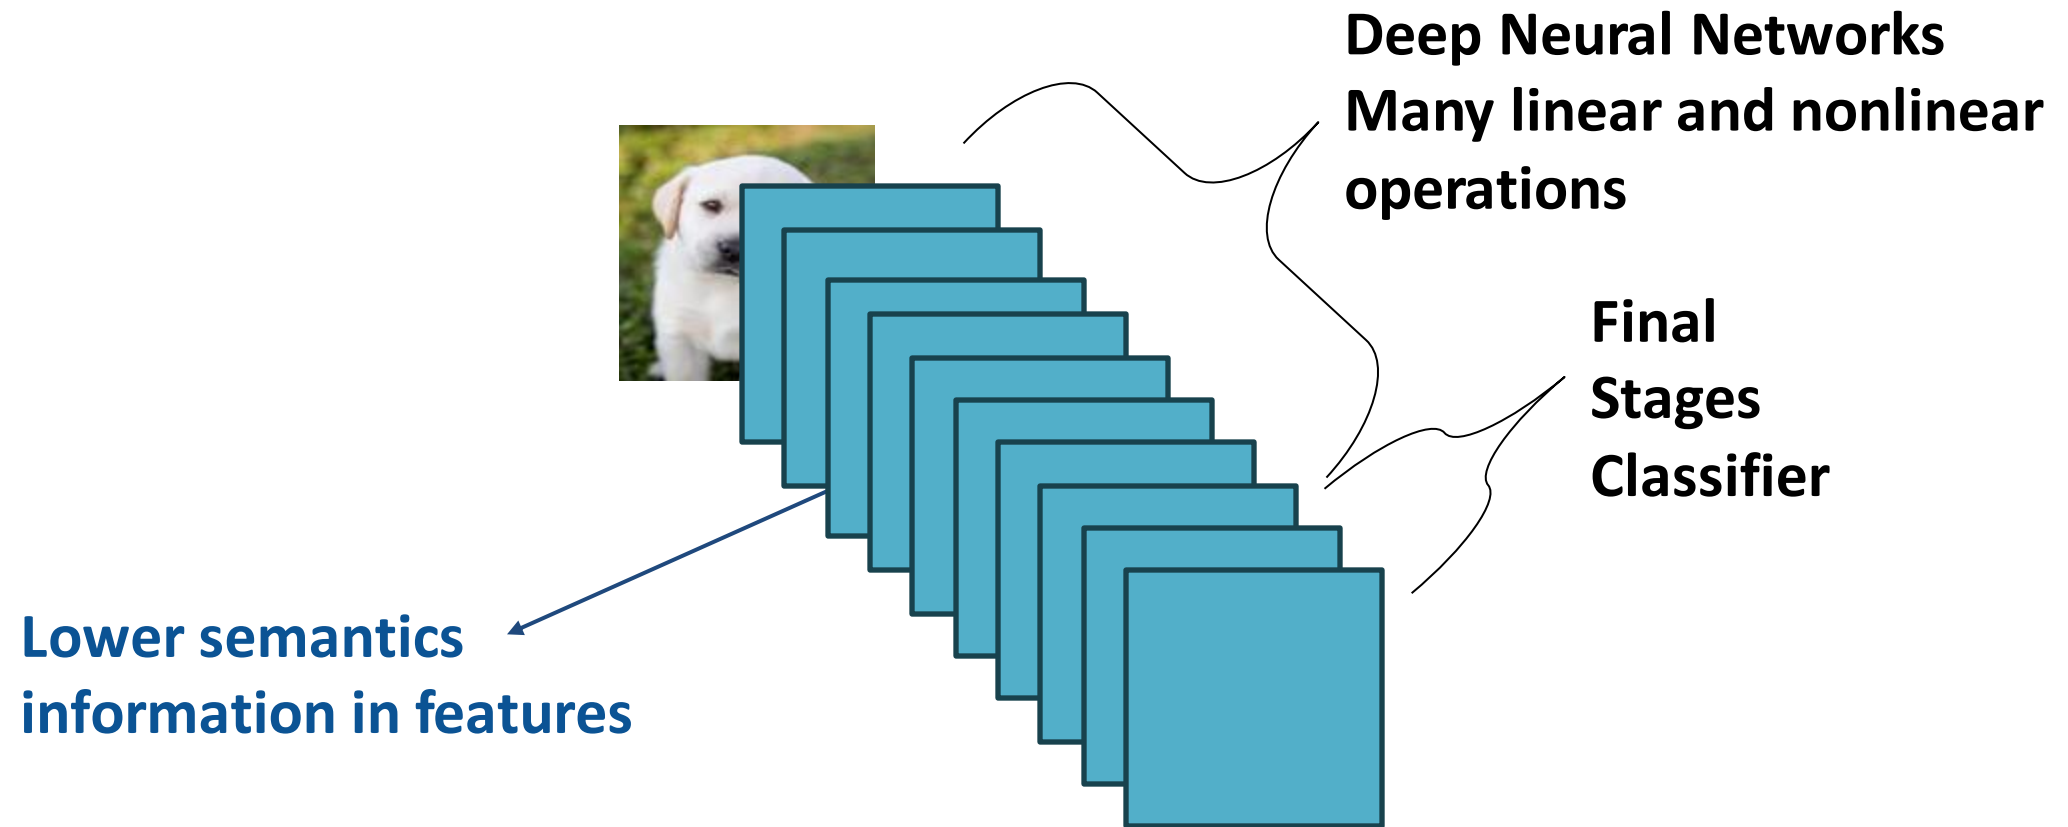 Deep Neural Networks
Many linear and nonlinear
operations
Final
Stages
Classifier
Lower semantics
information in features